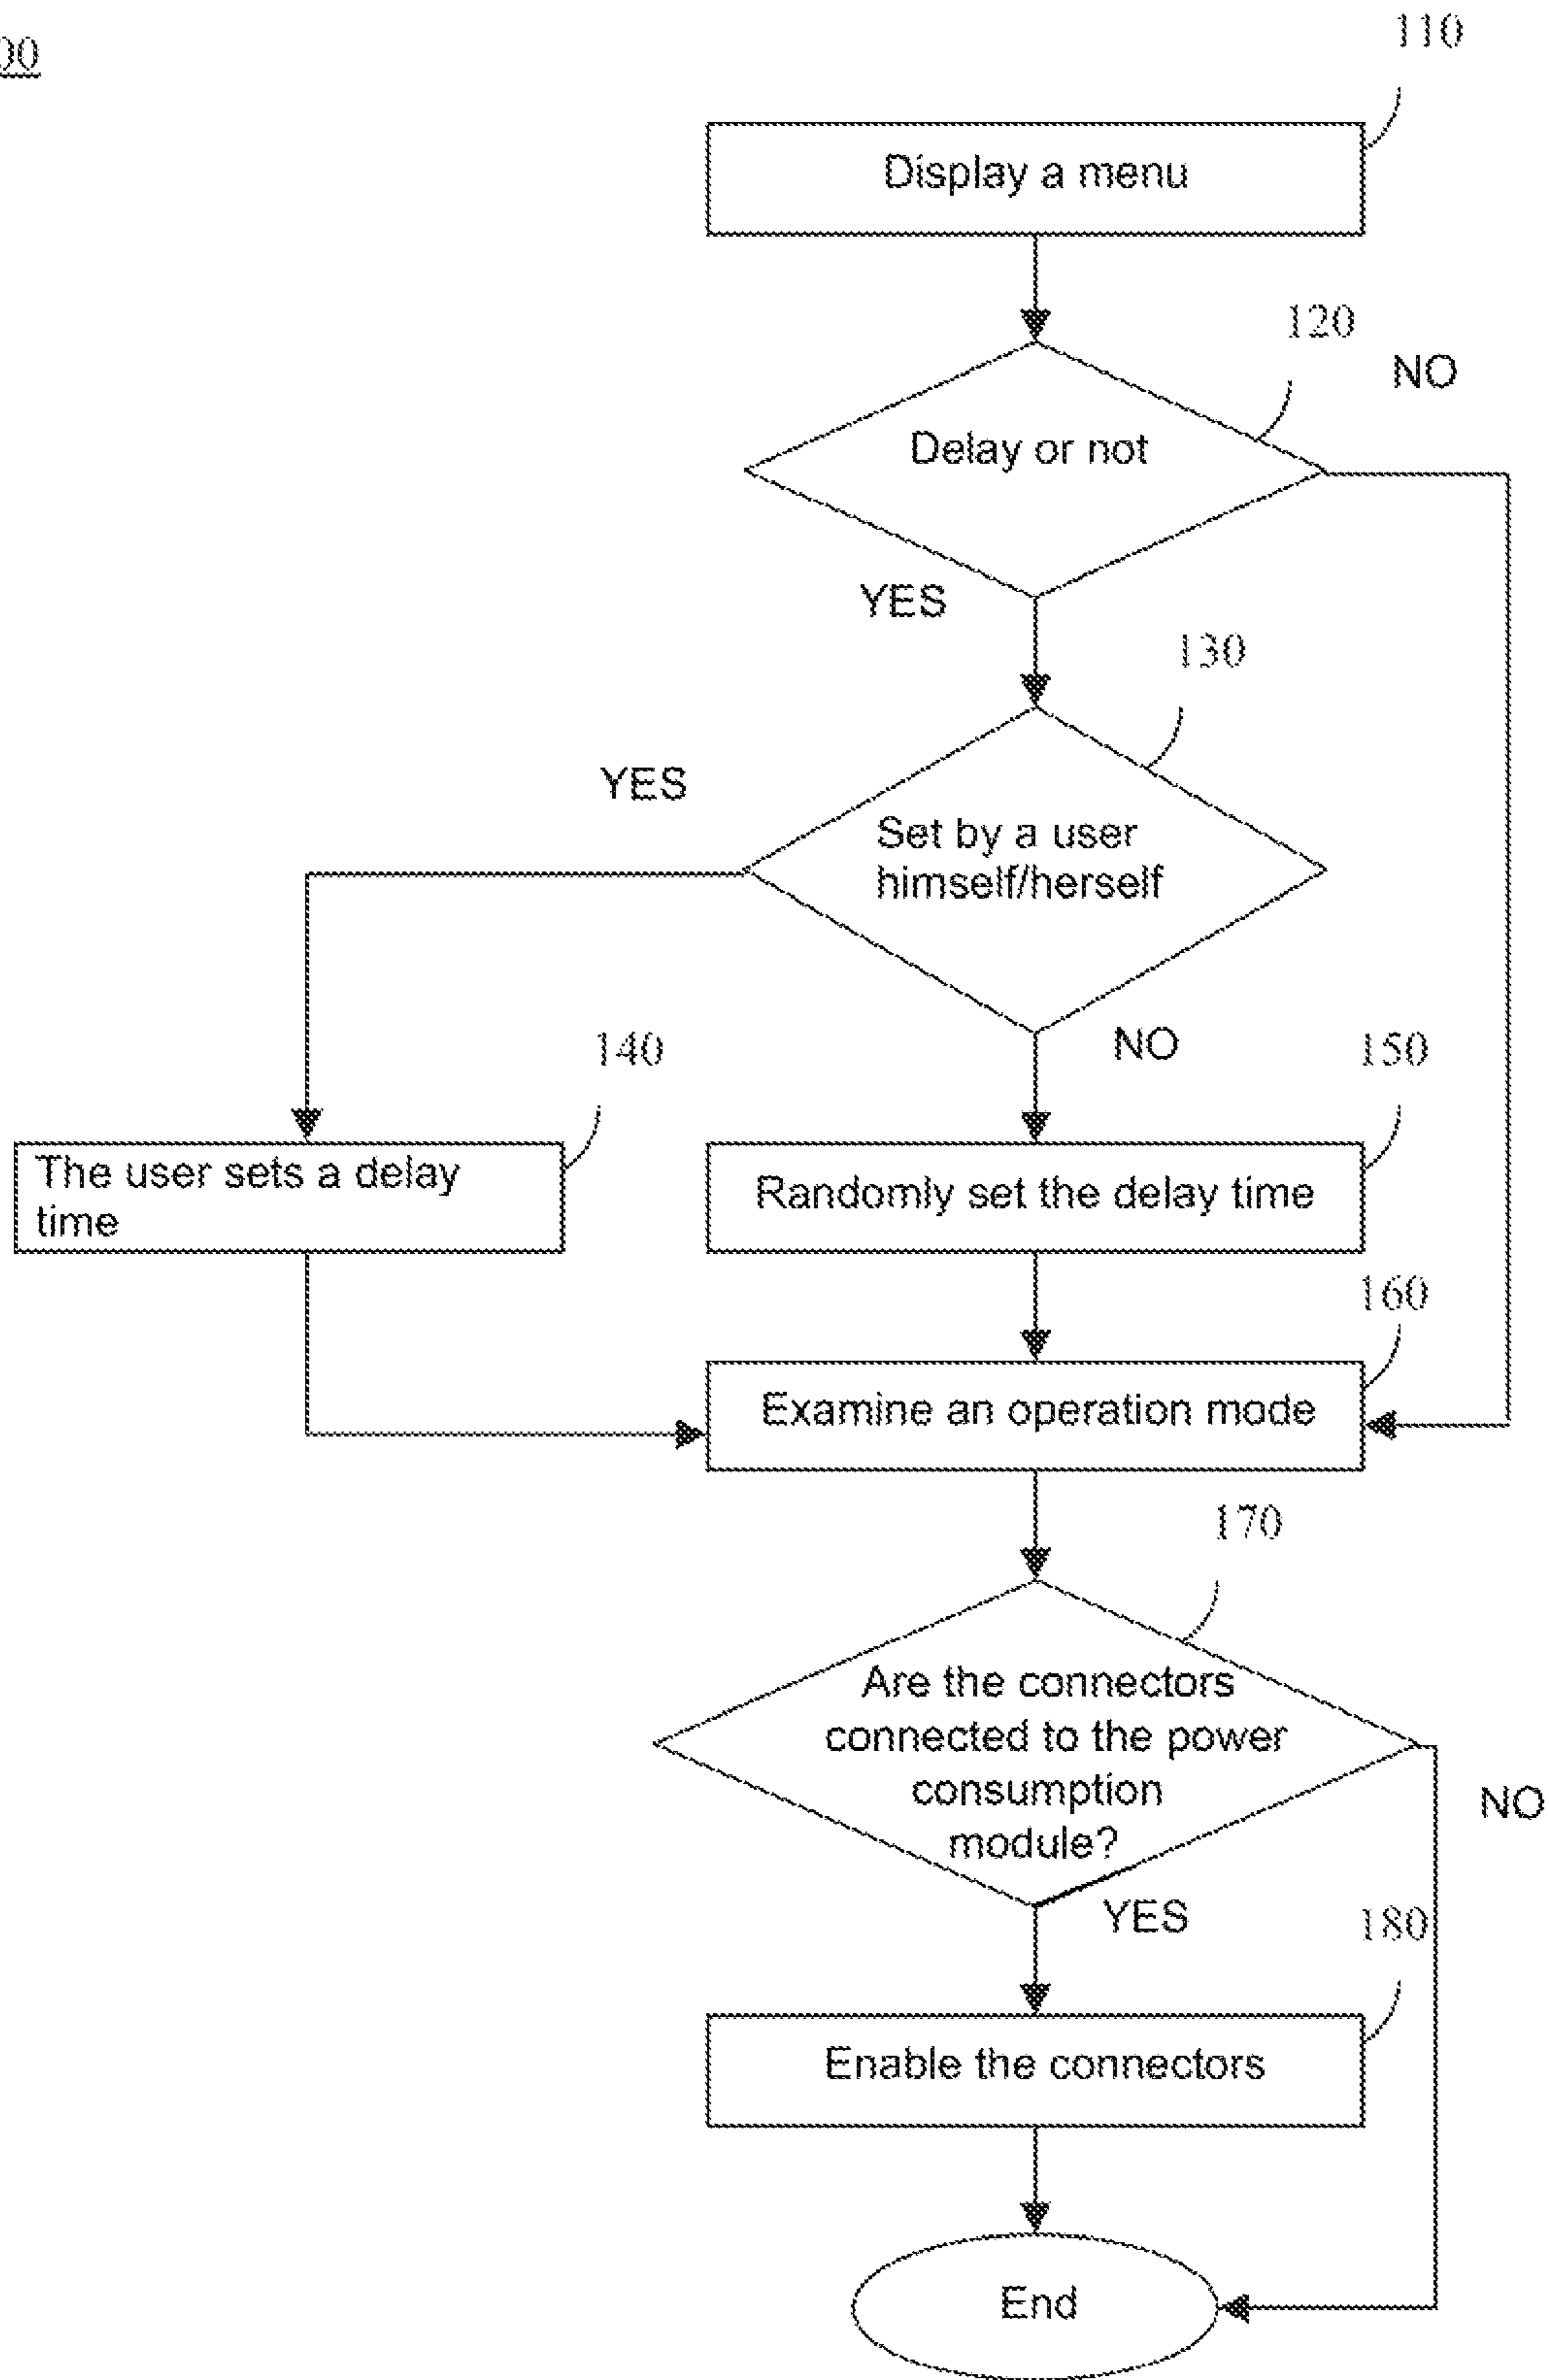 00
110
Display a menu
120
NO
Delay or not
YES
130
YES
Set by a user
himself/herself
NO
140
150
The user sets a delay
time
Randomly set the delay time
160
Examine an operation mode
170
Are the connectors
connected to the power
consumption
module?
NO
YES
180
Enable the connectors
End